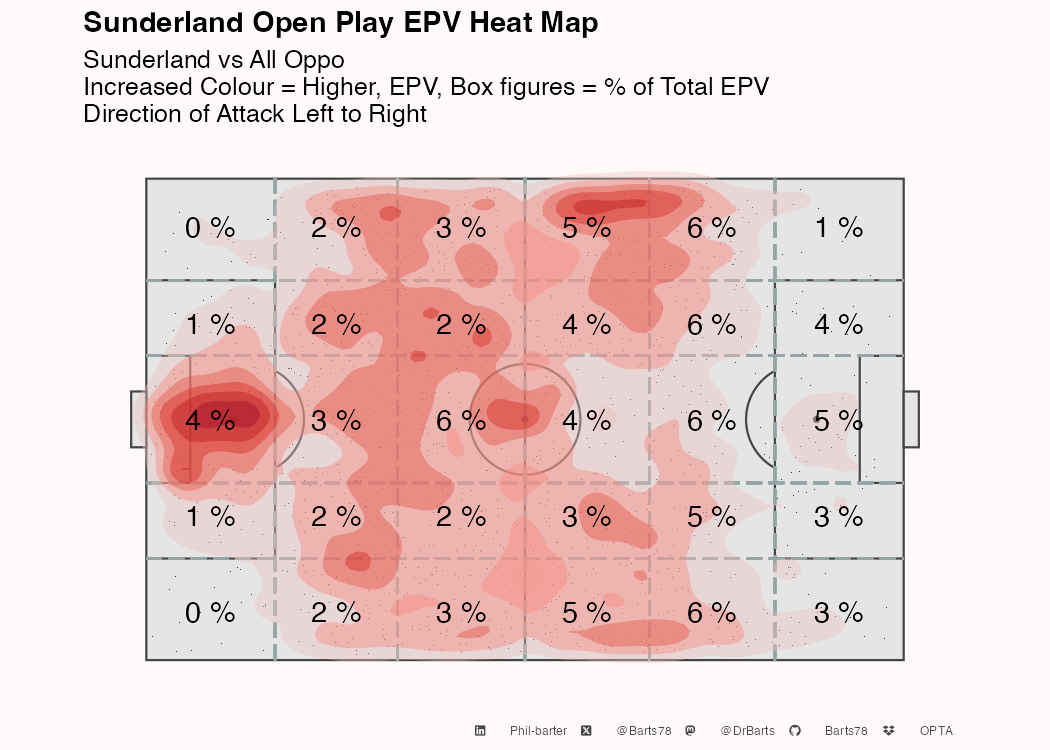 Sunderland Open Play EPV Heat Map
Sunderland vs All Oppo
Increased Colour = Higher, EPV, Box figures = % of Total EPV
Direction of Attack Left to Right
0 % 2 % 3 % 5 % 6 % 1 %
1 % 2 % 2 % 4 % 6 % 4 %
4 % 3 % 6 % 4 % 6 % 5 %
1 % 2 % 2 % 3 % 5 % 3 %
0 % 2 % 3 % 5 % 6 % 3 %
Phil-barter @Barts78 @DrBarts Barts78 OPTA